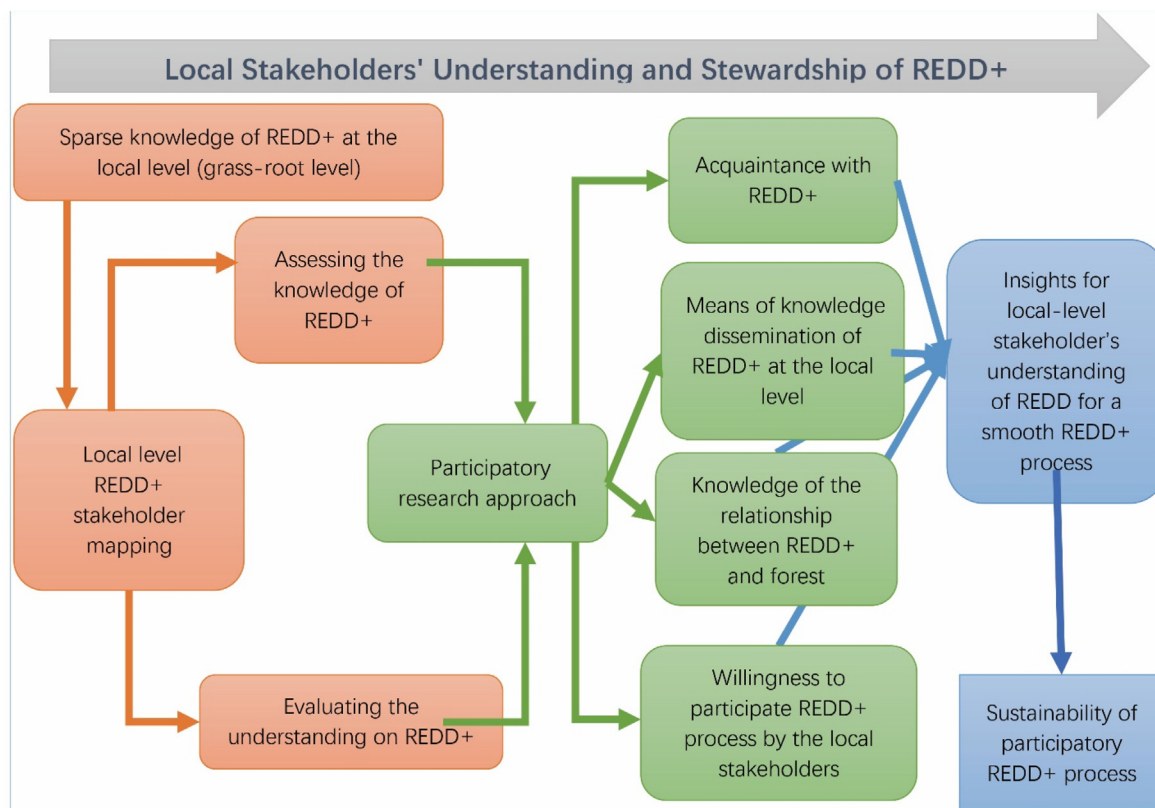 Local Stakeholders' Understanding and Stewardship of REDD+
Sparse knowledge of REDD+ at the
local level (grass-root level)
Assessing the
knowledge of
REDD+
Local level
REDD+
stakeholder
mapping
Evaluating the
understanding on REDD+
Participatory
research approach
Acquaintance with
REDD+
Means of knowledge
dissemination of
REDD+ at the local
level
Knowledge of the
relationship
between REDD+
and forest
Willingness to
participate REDD+
process by the local
stakeholders
Insights for
local-level
stakeholder's
understanding
of REDD for a
smooth REDD+
process
Sustainability of
participatory
REDD+ process